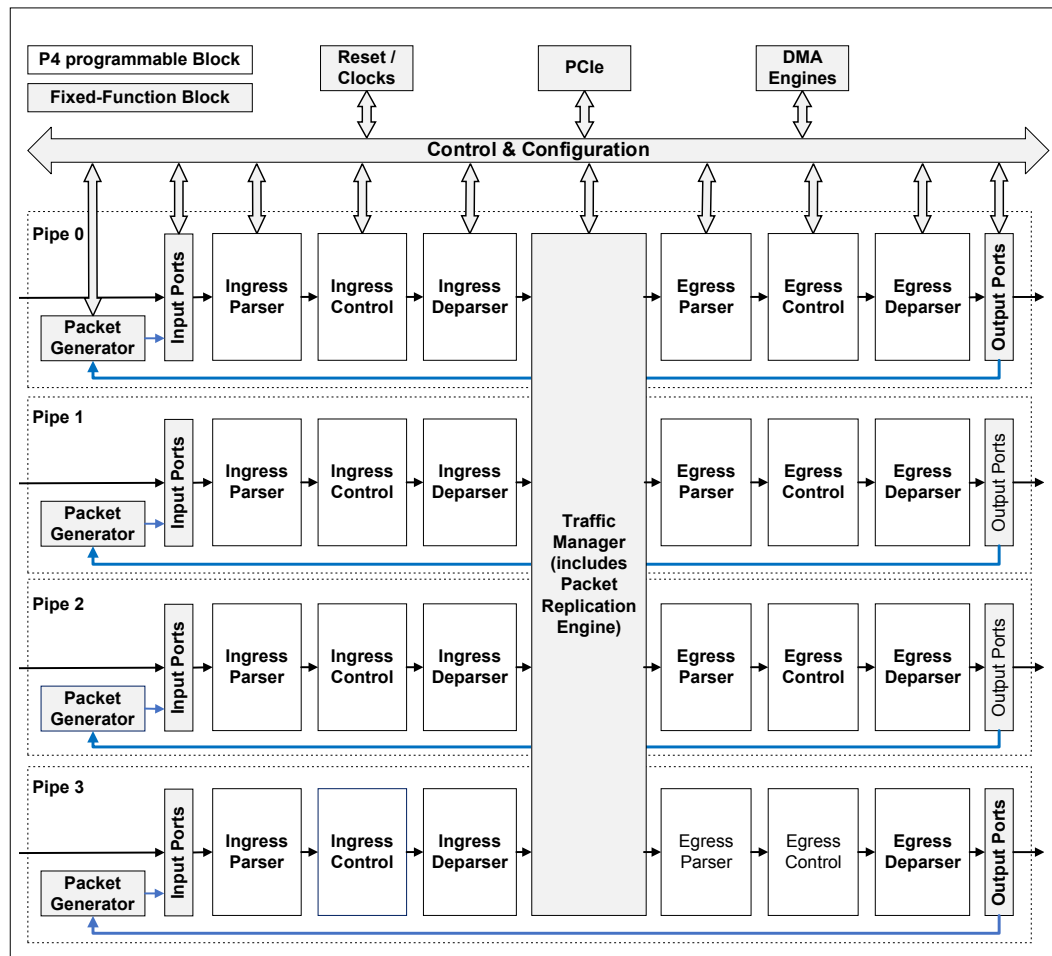 P4 programmable Block
Fixed-Function Block
Reset /
Clocks
PCIe
DMA
Engines
Control & Configuration
Pipe 0
Packet
Generator
Input Ports
Ingress
Parser
Ingress
Control
Ingress
Deparser
Egress
Parser
Egress
Control
Egress
Deparser
Output Ports
Pipe 1
Packet
Generator
Input Ports
Ingress
Parser
Ingress
Control
Ingress
Deparser
Traffic
Manager
(includes
Packet
Replication
Engine)
Egress
Parser
Egress
Control
Egress
Deparser
Output Ports
Pipe 2
Packet
Generator
Input Ports
Ingress
Parser
Ingress
Control
Ingress
Deparser
Egress
Parser
Egress
Control
Egress
Deparser
Output Ports
Pipe 3
Packet
Generator
Input Ports
Ingress
Parser
Ingress
Control
Ingress
Deparser
Egress
Parser
Egress
Control
Egress
Deparser
Output Ports